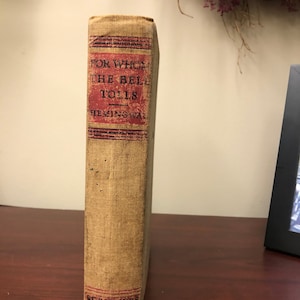 FOR WHOM
THE BELL
TOLLS
HEMINGWAY